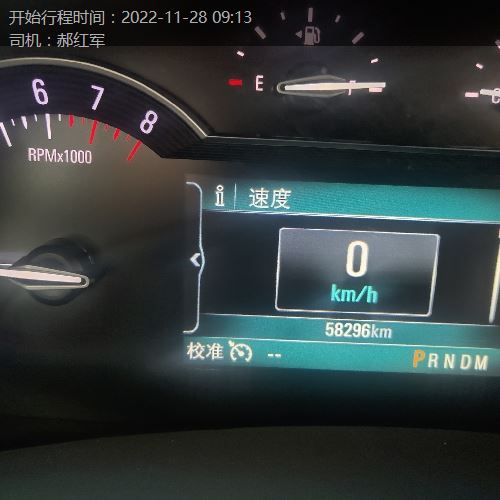 开始行程时间：2022-11-28 09:13
司机：郝红军
E
6 7 8
RPMx1000
i 速度
0
km/h
58296km
校准 --
PRNDM